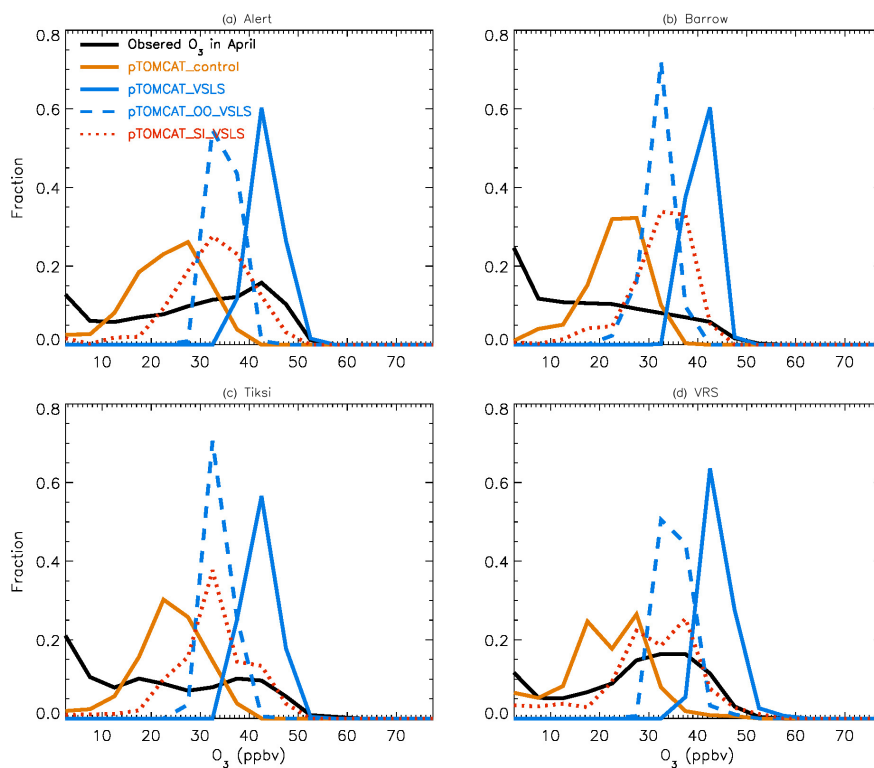 (a) Alert
0.8
0.6
0.4
0.2
0.0
Fraction
Obsered O3 in April
pTOMCAT_control
pTOMCAT_VSLS
pTOMCAT_OO_VSLS
pTOMCAT_SI_VSLS
10 20 30 40 50 60 70
(b) Barrow
0.8
0.6
0.4
0.2
0.0
10 20 30 40 50 60 70
(c) Tiksi
0.8
0.6
0.4
0.2
0.0
Fraction
10 20 30 40 50 60 70
O3 (ppbv)
(d) VRS
0.8
0.6
0.4
0.2
0.0
10 20 30 40 50 60 70
O3 (ppbv)